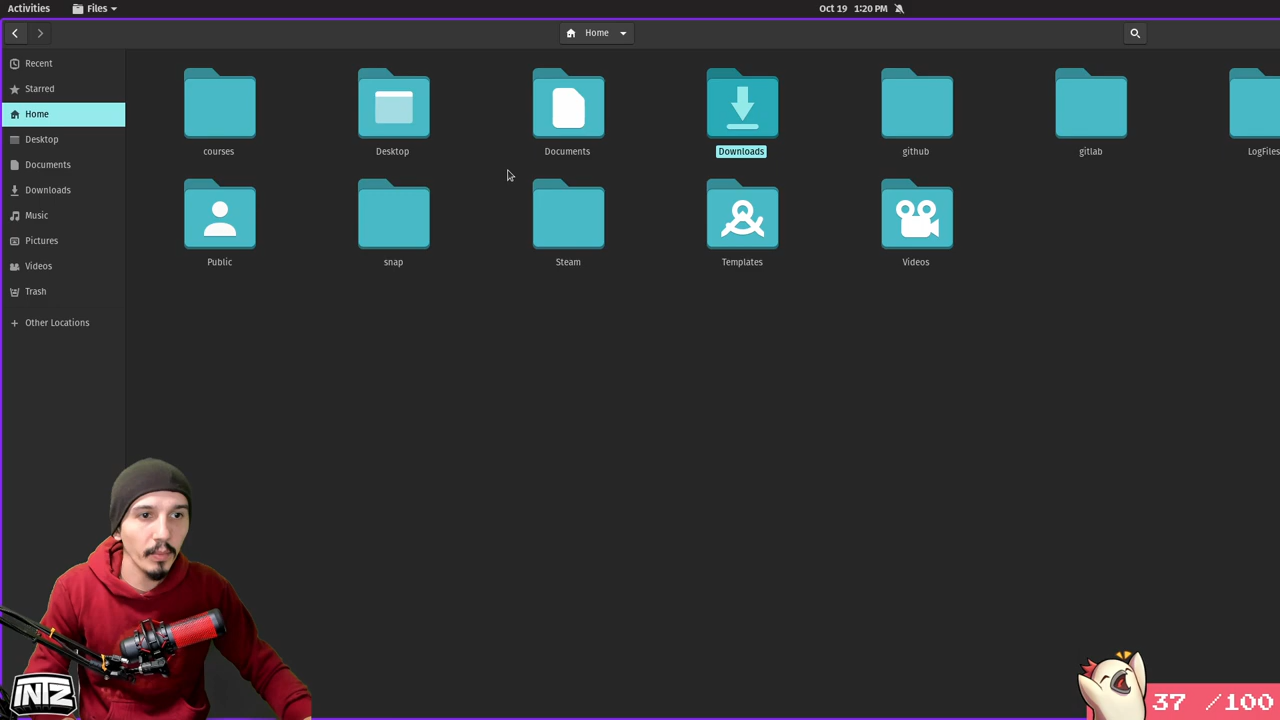 Activities Files Oct 19 1:20 PM
Home
Recent
Starred
Home
Desktop
Documents
Downloads
Music
Pictures
Videos
Trash
Other Locations
courses Desktop Documents Downloads github gitlab LogFiles
Public snap Steam Templates Videos
INTZ
37 /100